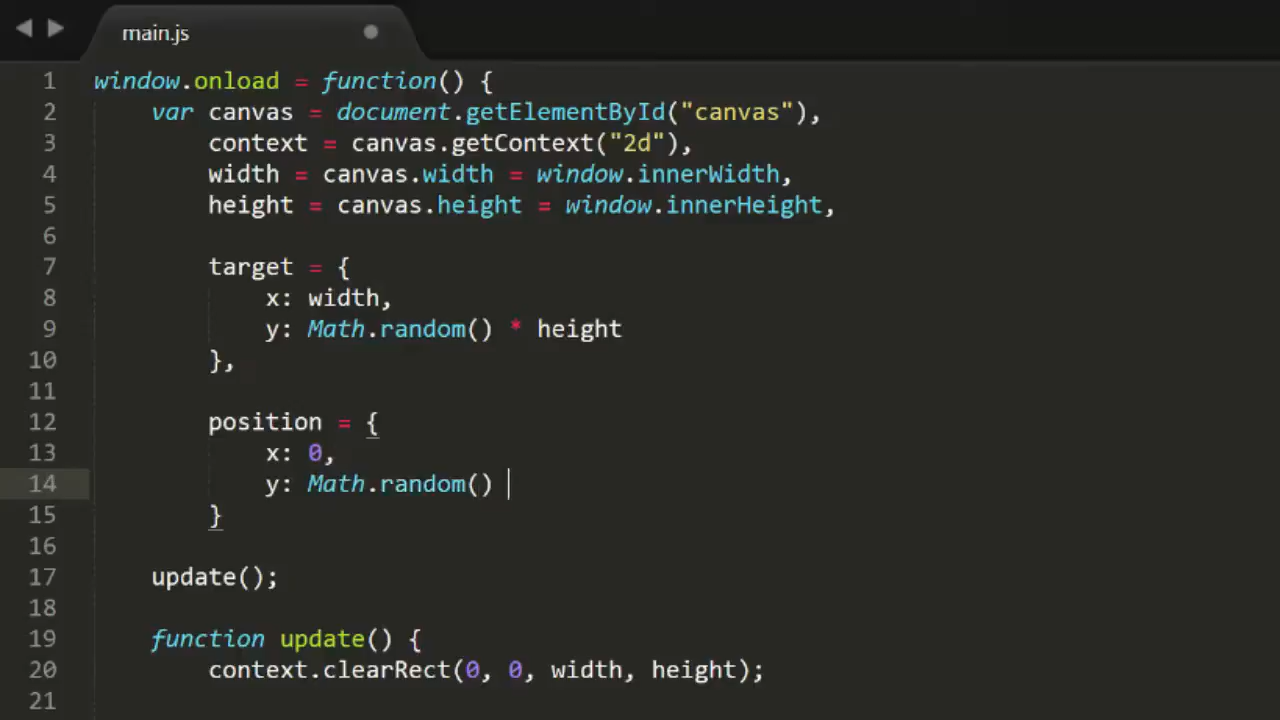 main.js
1 window.onload = function() {
2 var canvas = document.getElementById("canvas"),
3 context = canvas.getContext("2d"),
4 width = canvas.width = window.innerWidth,
5 height = canvas.height = window.innerHeight,
6
7 target = {
8 x: width,
9 y: Math.random() * height
10 },
11
12 position = {
13 x: 0,
14 y: Math.random()
15 }
16
17 update();
18
19 function update() {
20 context.clearRect(0, 0, width, height);
21